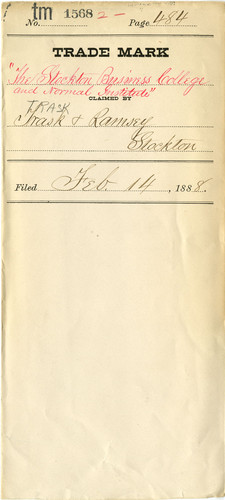 tm 1568 2-
No. Page 484
TRADE MARK
"The Stockton Business College
and Normal Institute"
CLAIMED BY
TRASK
Trask & Ramsey
Stockton
Filed Feb. 14, 1888.